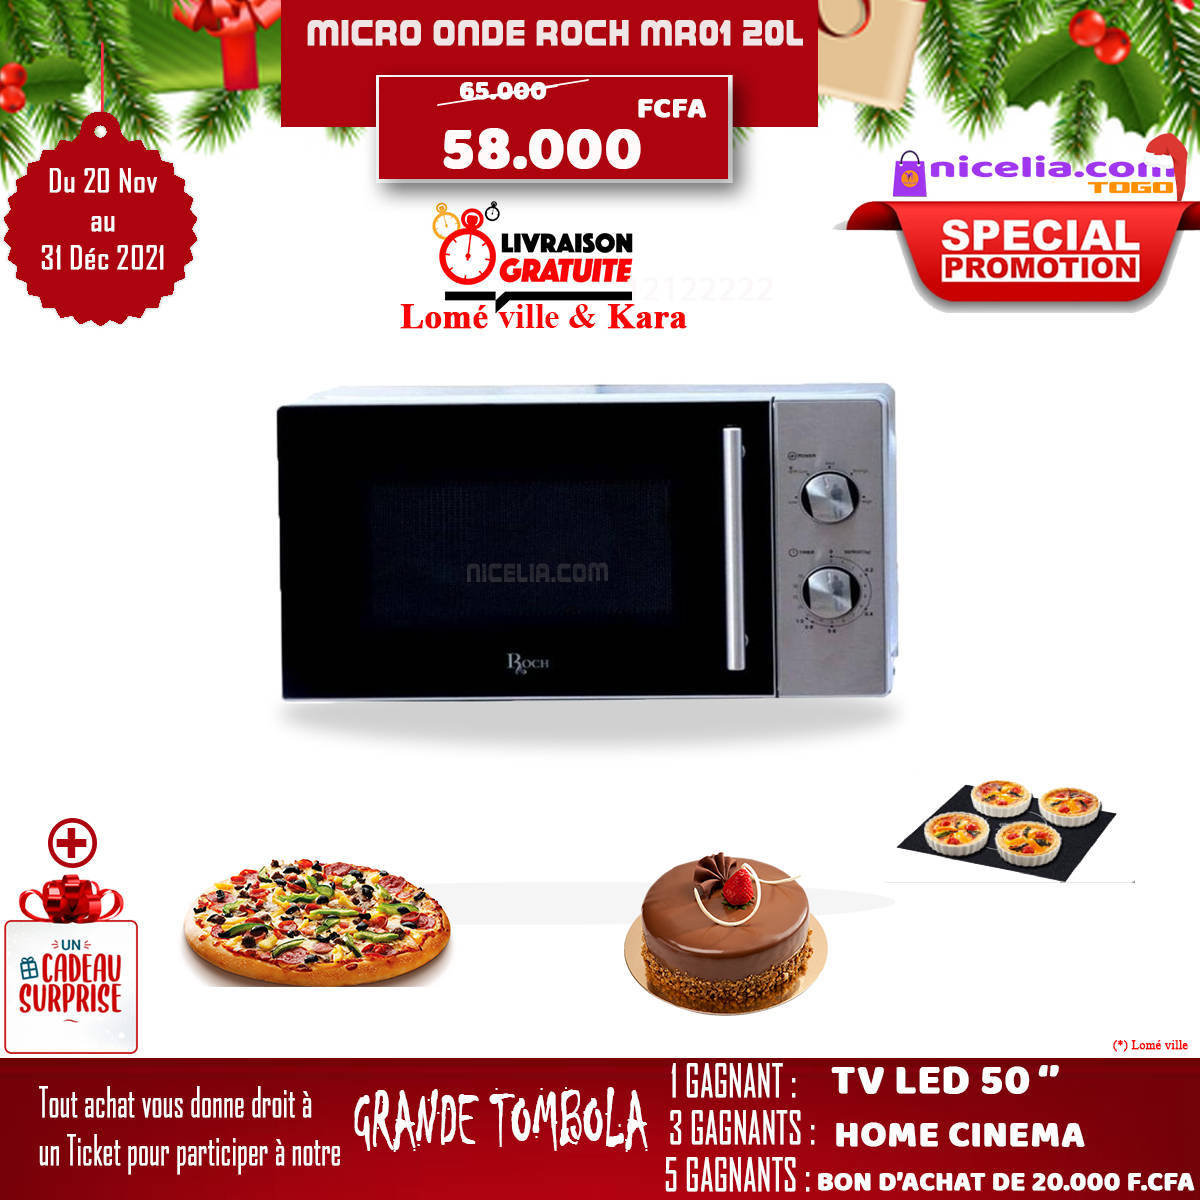 MICRO ONDE ROCH MR01 20L
65.000
FCFA
58.000
Du 20 Nov
au
31 Déc 2021
nicelia.com
TOGO
SPECIAL
PROMOTION
LIVRAISON
GRATUITE
2122222
Lomé ville & Kara
POWER
TIMER
NICELIA.COM
ROCH
UN
CADEAU
SURPRISE
(*) Lomé ville
Tout achat vous donne droit à
un Ticket pour participer à notre
GRANDE TOMBOLA
1 GAGNANT : TV LED 50 ”
3 GAGNANTS : HOME CINEMA
5 GAGNANTS : BON D’ACHAT DE 20.000 F.CFA